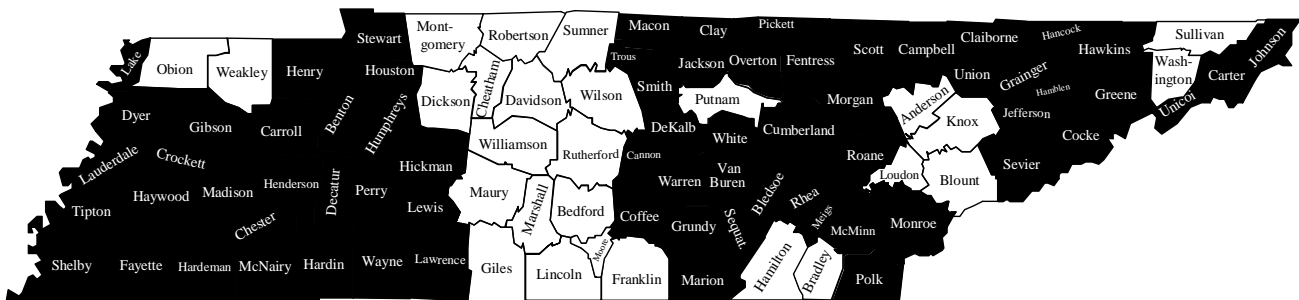 Lake
Obion
Weakley
Henry
Stewart
Mont-
gomery
Robertson
Sumner
Macon
Clay
Pickett
Scott
Campbell
Claiborne
Hancock
Hawkins
Sullivan
Johnson
Houston
Dickson
Cheatham
Davidson
Wilson
Trous
Smith
Jackson
Overton
Fentress
Putnam
Morgan
Anderson
Union
Knox
Grainger
Hamblen
Jefferson
Greene
Wash-
ington
Carter
Unicoi
Dyer
Gibson
Carroll
Benton
Humphreys
Williamson
Rutherford
Cannon
DeKalb
White
Cumberland
Roane
Loudon
Blount
Sevier
Cocke
Lauderdale
Crockett
Haywood
Madison
Henderson
Decatur
Perry
Hickman
Lewis
Maury
Marshall
Bedford
Coffee
Warren
Van
Buren
Bledsoe
Rhea
Meigs
McMinn
Monroe
Tipton
Chester
Grundy
Sequat
Shelby
Fayette
Hardeman
McNairy
Hardin
Wayne
Lawrence
Giles
Lincoln
Moore
Franklin
Marion
Hamilton
Bradley
Polk